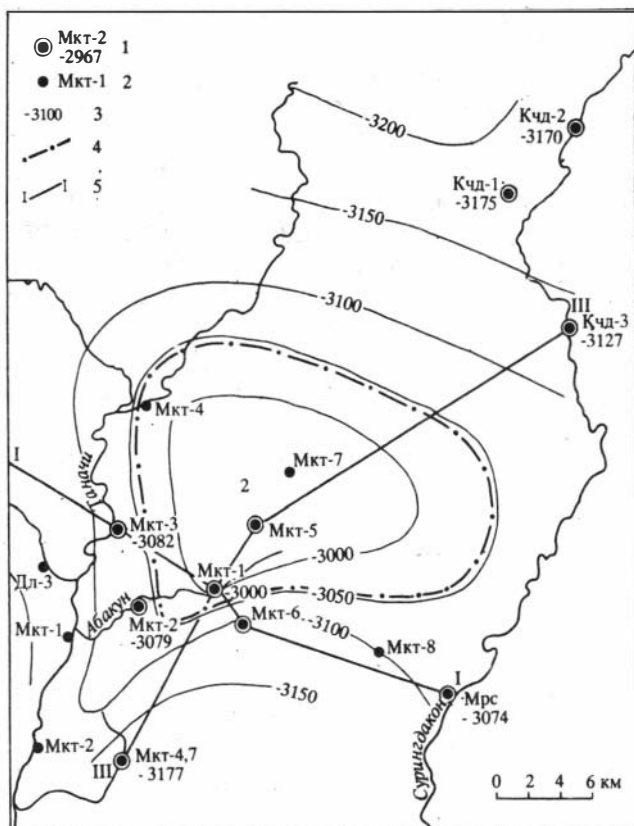 Мкт-2 1
-2967
Мкт-1 2
-3100 3
4
I I 5
-3200
Кчд-2
-3170
Кчд-1
-3175
-3150
-3100
III
Кчд-3
-3127
Мкт-4
I
Таначи
Мкт-7
2
Мкт-5
Мкт-3
-3082
Дл-3
-3000
Мкт-1
-3000
-3050
Абакун
Мкт-2
-3079
Мкт-6
-3100
Мкт-1
Мкт-8
-3150
I
Мрс
-3074
Сурингдакон
Мкт-2
III
Мкт-4,7
-3177
0 2 4 6 км